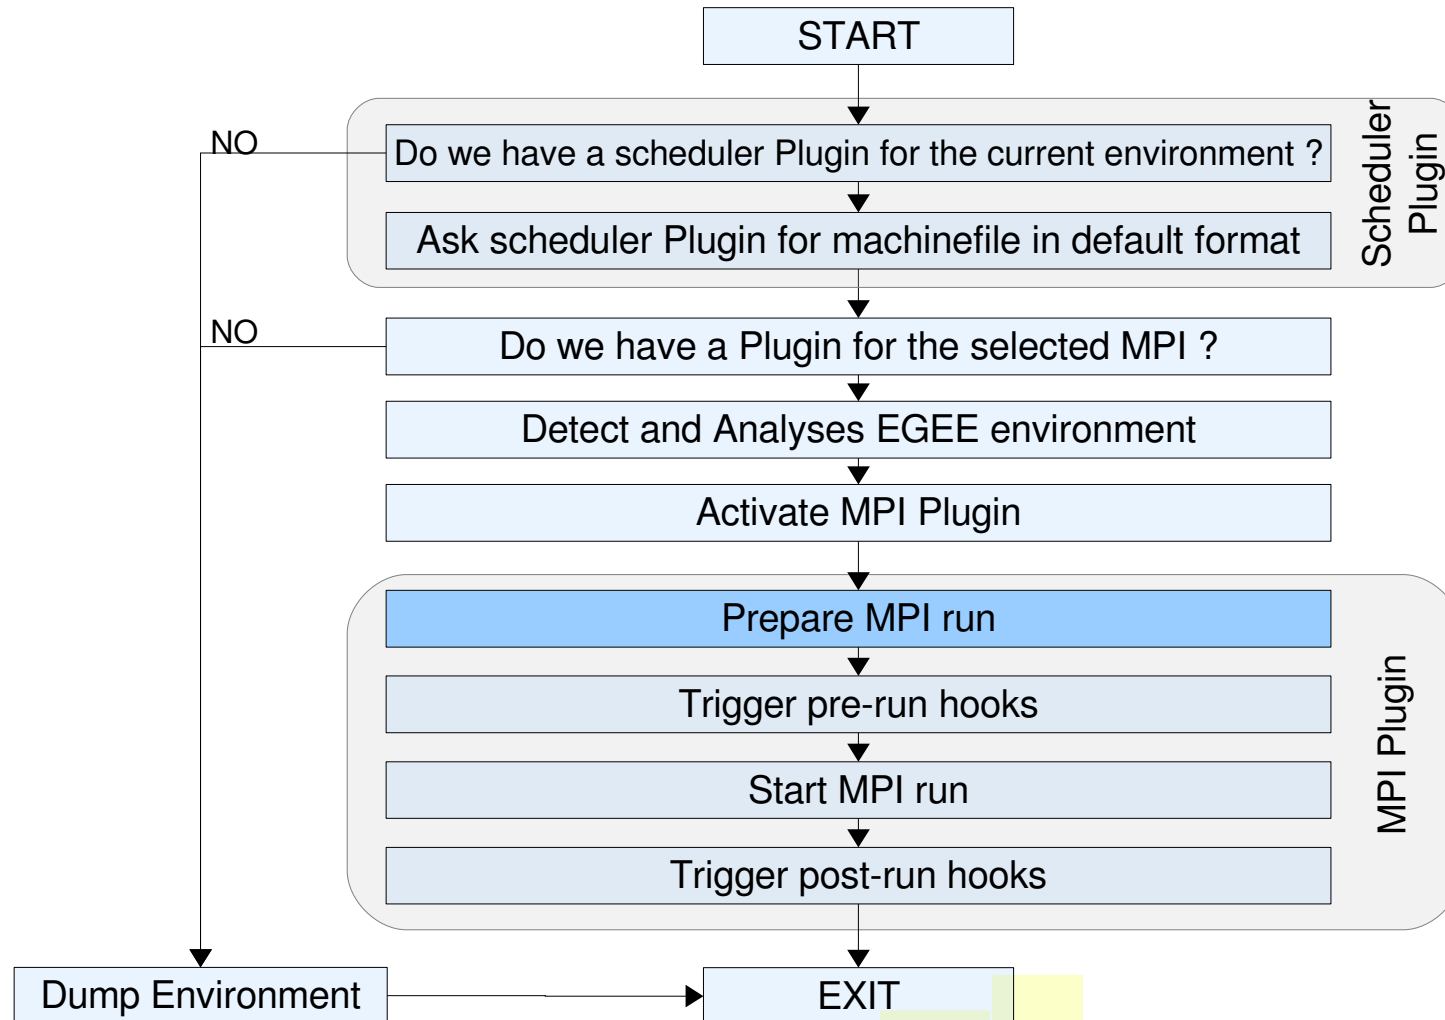 START
NO
Do we have a scheduler Plugin for the current environment ?
Ask scheduler Plugin for machinefile in default format
Scheduler
Plugin
NO
Do we have a Plugin for the selected MPI ?
Detect and Analyses EGEE environment
Activate MPI Plugin
Prepare MPI run
Trigger pre-run hooks
Start MPI run
Trigger post-run hooks
MPI Plugin
Dump Environment
EXIT